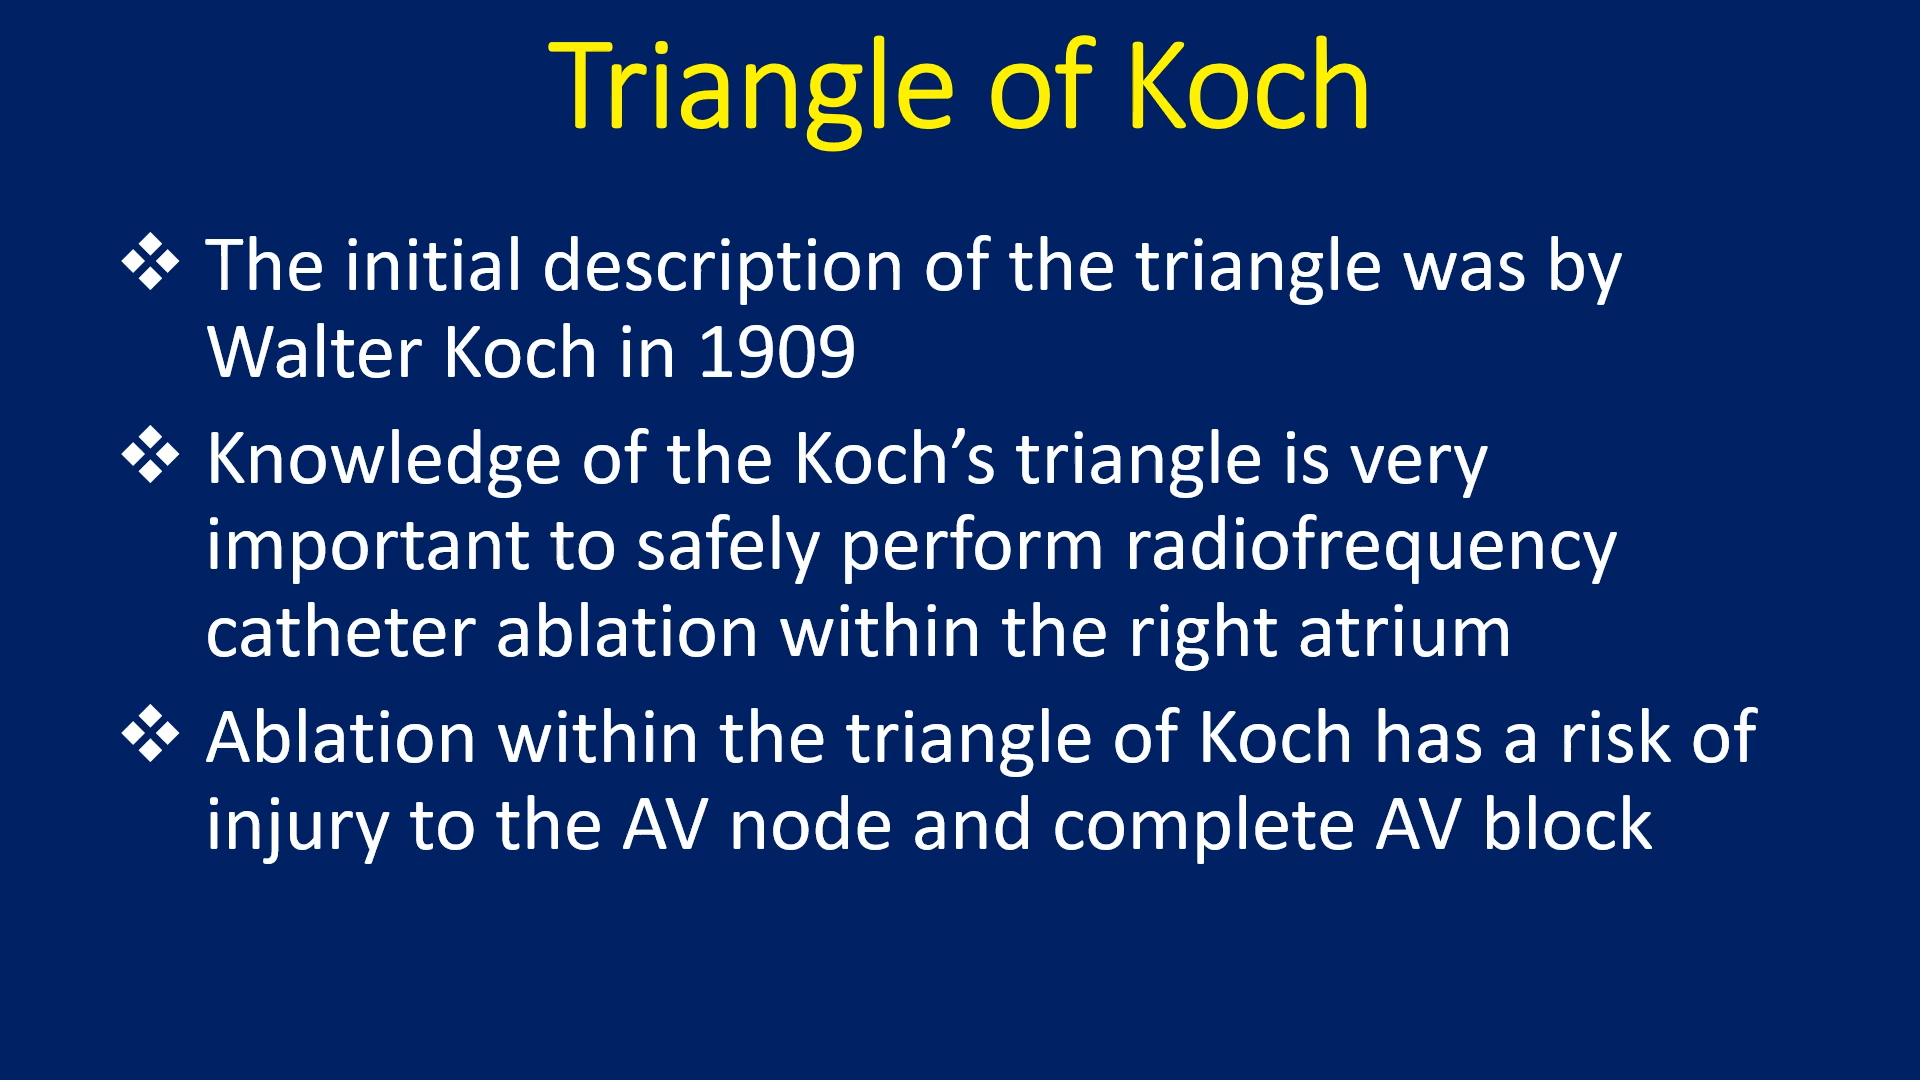 Triangle of Koch
❖ The initial description of the triangle was by
Walter Koch in 1909
❖ Knowledge of the Koch’s triangle is very
important to safely perform radiofrequency
catheter ablation within the right atrium
❖ Ablation within the triangle of Koch has a risk of
injury to the AV node and complete AV block